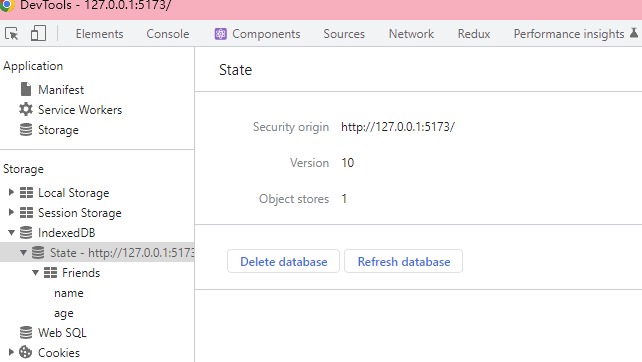 DevTools - 127.0.0.1:5173/
Elements Console Components Sources Network Redux Performance insights
Application
Manifest
Service Workers
Storage
Storage
Local Storage
Session Storage
IndexedDB
State - http://127.0.0.1:5173
Friends
name
age
Web SQL
Cookies
State
Security origin http://127.0.0.1:5173/
Version 10
Object stores 1
Delete database Refresh database